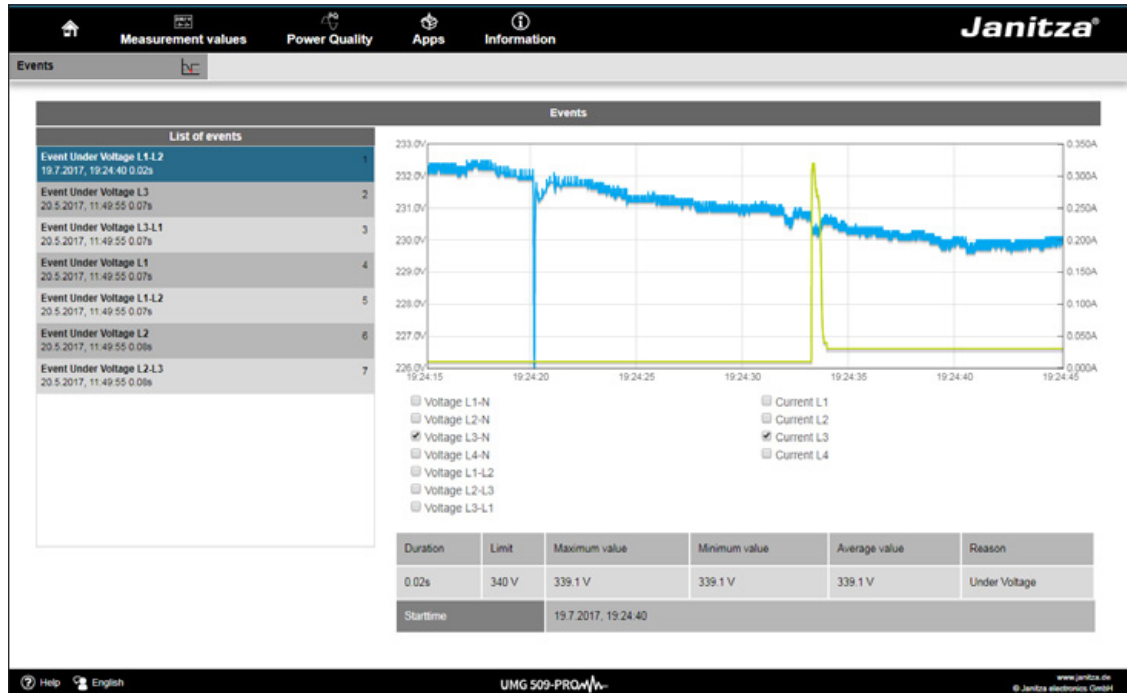 Measurement values
Power Quality
Apps
Information
Janitza®
Events
Events
List of events
Event Under Voltage L1-L2 1
19.7.2017, 19:24:40 0.02s
Event Under Voltage L3 2
20.5.2017, 11:49:55 0.07s
Event Under Voltage L3-L1 3
20.5.2017, 11:49:55 0.07s
Event Under Voltage L1 4
20.5.2017, 11:49:55 0.07s
Event Under Voltage L1-L2 5
20.5.2017, 11:49:55 0.07s
Event Under Voltage L2 6
20.5.2017, 11:49:55 0.08s
Event Under Voltage L2-L3 7
20.5.2017, 11:49:55 0.08s
233.0V 0.350A
232.0V 0.300A
231.0V 0.250A
230.0V 0.200A
229.0V 0.150A
228.0V 0.100A
227.0V 0.050A
226.0V 0.000A
19:24:15 19:24:20 19:24:25 19:24:30 19:24:35 19:24:40 19:24:45
Voltage L1-N
Voltage L2-N
Voltage L3-N
Voltage L4-N
Voltage L1-L2
Voltage L2-L3
Voltage L3-L1
Current L1
Current L2
Current L3
Current L4
Duration Limit Maximum value Minimum value Average value Reason
0.02s 340 V 339.1 V 339.1 V 339.1 V Under Voltage
Starttime 19.7.2017, 19:24:40
? Help English
UMG 509-PRO
www.janitza.de
© Janitza electronics GmbH